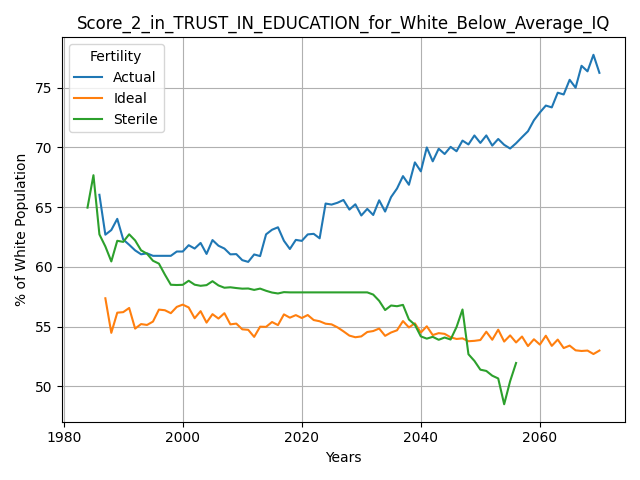 Score_2_in_TRUST_IN_EDUCATION_for_White_Below_Average_IQ
Fertility
Actual
Ideal
Sterile
% of White Population
75
70
65
60
55
50
1980
2000
2020
2040
2060
Years